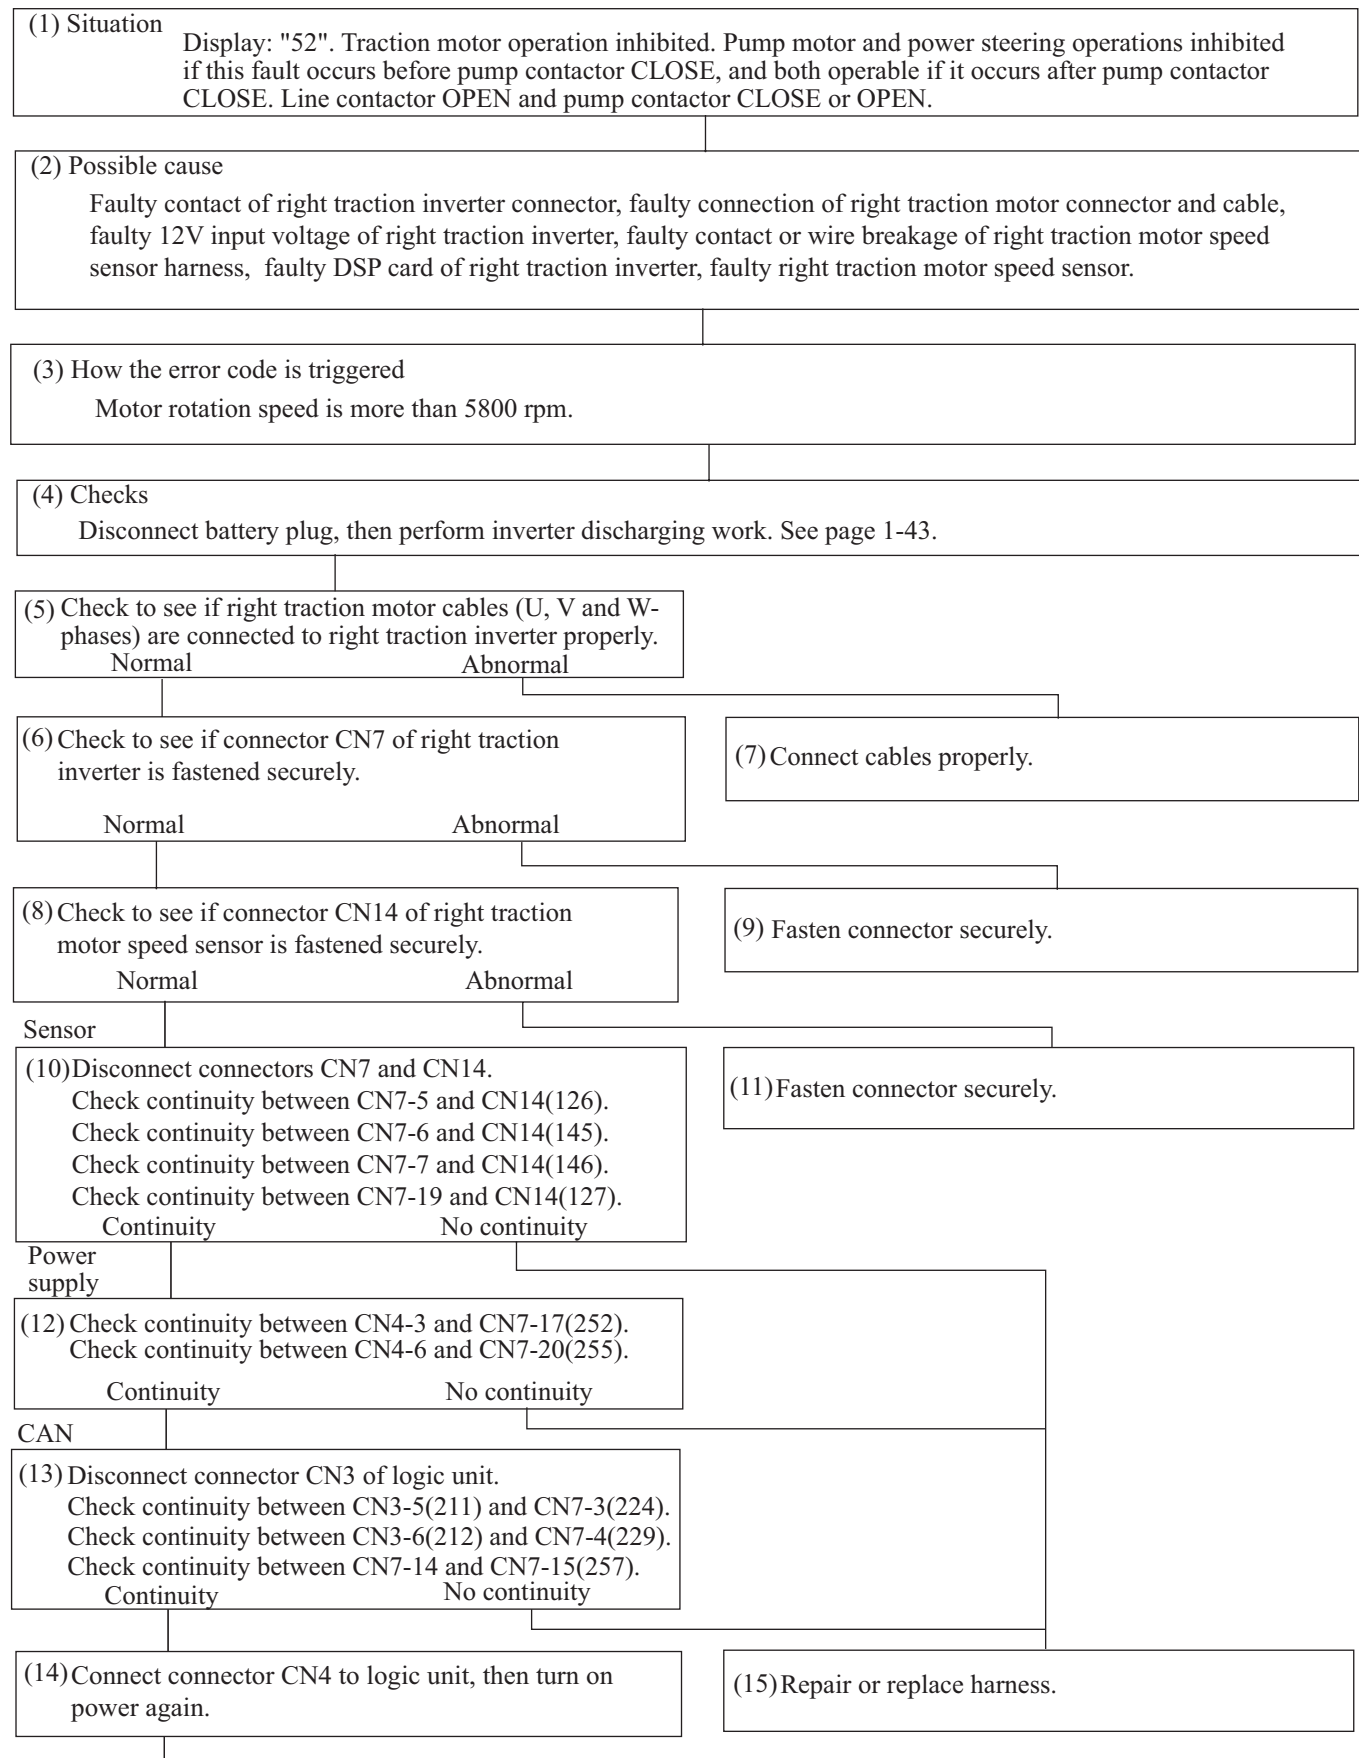 (1) Situation
Display: "52". Traction motor operation inhibited. Pump motor and power steering operations inhibited
if this fault occurs before pump contactor CLOSE, and both operable if it occurs after pump contactor
CLOSE. Line contactor OPEN and pump contactor CLOSE or OPEN.
(2) Possible cause
Faulty contact of right traction inverter connector, faulty connection of right traction motor connector and cable,
faulty 12V input voltage of right traction inverter, faulty contact or wire breakage of right traction motor speed
sensor harness, faulty DSP card of right traction inverter, faulty right traction motor speed sensor.
(3) How the error code is triggered
Motor rotation speed is more than 5800 rpm.
(4) Checks
Disconnect battery plug, then perform inverter discharging work. See page 1-43.
(5) Check to see if right traction motor cables (U, V and W-
phases) are connected to right traction inverter properly.
Normal Abnormal
(6) Check to see if connector CN7 of right traction
inverter is fastened securely.
Normal Abnormal
(7) Connect cables properly.
(8) Check to see if connector CN14 of right traction
motor speed sensor is fastened securely.
Normal Abnormal
(9) Fasten connector securely.
Sensor
(10) Disconnect connectors CN7 and CN14.
Check continuity between CN7-5 and CN14(126).
Check continuity between CN7-6 and CN14(145).
Check continuity between CN7-7 and CN14(146).
Check continuity between CN7-19 and CN14(127).
Continuity No continuity
(11) Fasten connector securely.
Power
supply
(12) Check continuity between CN4-3 and CN7-17(252).
Check continuity between CN4-6 and CN7-20(255).
Continuity No continuity
CAN
(13) Disconnect connector CN3 of logic unit.
Check continuity between CN3-5(211) and CN7-3(224).
Check continuity between CN3-6(212) and CN7-4(229).
Check continuity between CN7-14 and CN7-15(257).
Continuity No continuity
(14) Connect connector CN4 to logic unit, then turn on
power again.
(15) Repair or replace harness.